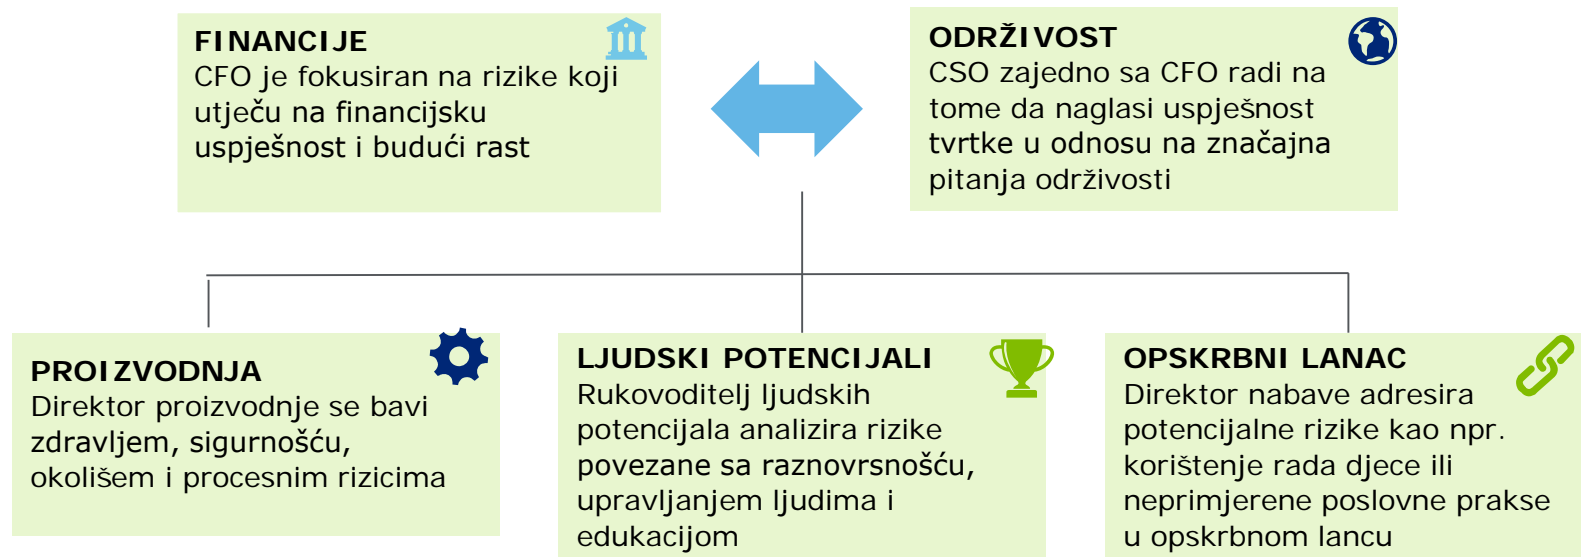 FINANCIJE
CFO je fokusiran na rizike koji
utječu na financijsku
uspješnost i budući rast
ODRŽIVOST
CSO zajedno sa CFO radi na
tome da naglasi uspješnost
tvrtke u odnosu na značajna
pitanja održivosti
PROIZVODNJA
Direktor proizvodnje se bavi
zdravljem, sigurnošću,
okolišem i procesnim rizicima
LJUDSKI POTENCIJALI
Rukovoditelj ljudskih
potencijala analizira rizike
povezane sa raznovrsnošću,
upravljanjem ljudima i
edukacijom
OPSKRBNI LANAC
Direktor nabave adresira
potencijalne rizike kao npr.
korištenje rada djece ili
neprimjerene poslovne prakse
u opskrbnom lancu